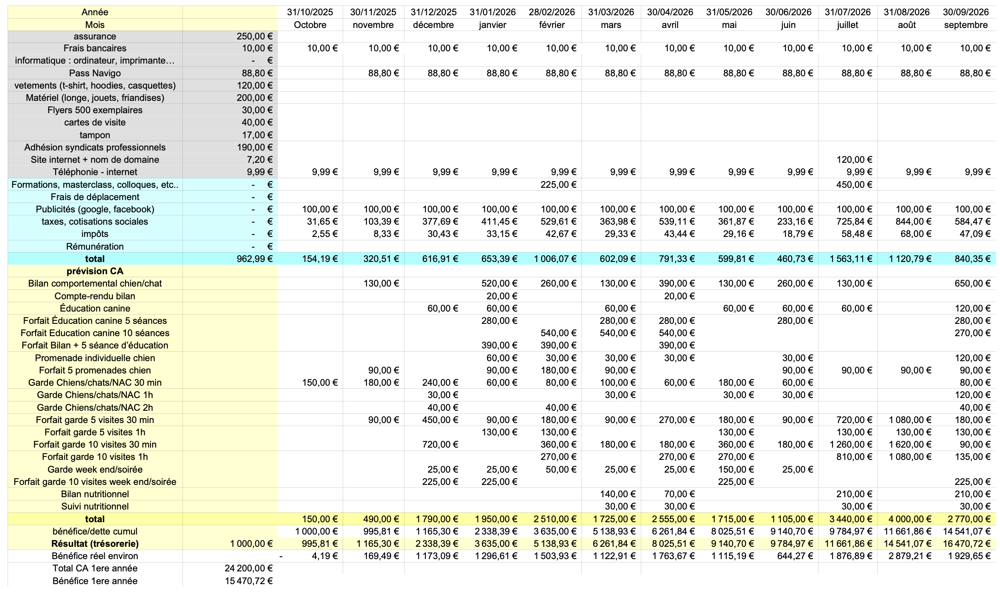 Année 31/10/2025 30/11/2025 31/12/2025 31/01/2026 28/02/2026 31/03/2026 30/04/2026 31/05/2026 30/06/2026 31/07/2026 31/08/2026 30/09/2026
Mois Octobre novembre décembre janvier février mars avril mai juin juillet août septembre
assurance 250,00 €
Frais bancaires 10,00 € 10,00 € 10,00 € 10,00 € 10,00 € 10,00 € 10,00 € 10,00 € 10,00 € 10,00 € 10,00 € 10,00 € 10,00 €
informatique : ordinateur, imprimante… - €
Pass Navigo 88,80 € 88,80 € 88,80 € 88,80 € 88,80 € 88,80 € 88,80 € 88,80 € 88,80 € 88,80 € 88,80 € 88,80 €
vetements (t-shirt, hoodies, casquettes) 120,00 €
Matériel (longe, jouets, friandises) 200,00 €
Flyers 500 exemplaires 30,00 €
cartes de visite 40,00 €
tampon 17,00 €
Adhésion syndicats professionnels 190,00 €
Site internet + nom de domaine 7,20 € 120,00 €
Téléphonie - internet 9,99 € 9,99 € 9,99 € 9,99 € 9,99 € 9,99 € 9,99 € 9,99 € 9,99 € 9,99 € 9,99 € 9,99 € 9,99 €
Formations, masterclass, colloques, etc.. - € 225,00 € 450,00 €
Frais de déplacement - €
Publicités (google, facebook) - € 100,00 € 100,00 € 100,00 € 100,00 € 100,00 € 100,00 € 100,00 € 100,00 € 100,00 € 100,00 € 100,00 € 100,00 €
taxes, cotisations sociales - € 31,65 € 103,39 € 377,69 € 411,45 € 529,61 € 363,98 € 539,11 € 361,87 € 233,16 € 725,84 € 844,00 € 584,47 €
impôts - € 2,55 € 8,33 € 30,43 € 33,15 € 42,67 € 29,33 € 43,44 € 29,16 € 18,79 € 58,48 € 68,00 € 47,09 €
Rémunération - €
total 962,99 € 154,19 € 320,51 € 616,91 € 653,39 € 1 006,07 € 602,09 € 791,33 € 599,81 € 460,73 € 1 563,11 € 1 120,79 € 840,35 €
prévision CA
Bilan comportemental chien/chat 130,00 € 520,00 € 260,00 € 130,00 € 390,00 € 130,00 € 260,00 € 130,00 € 650,00 €
Compte-rendu bilan 20,00 € 20,00 €
Éducation canine 60,00 € 60,00 € 60,00 € 60,00 € 60,00 € 60,00 € 120,00 €
Forfait Éducation canine 5 séances 280,00 € 280,00 € 280,00 € 280,00 € 280,00 €
Forfait Education canine 10 séances 540,00 € 540,00 € 540,00 € 270,00 €
Forfait Bilan + 5 séance d’éducation 390,00 € 390,00 € 390,00 €
Promenade individuelle chien 60,00 € 30,00 € 30,00 € 30,00 € 30,00 € 120,00 €
Forfait 5 promenades chien 90,00 € 90,00 € 180,00 € 90,00 € 90,00 € 90,00 € 90,00 € 90,00 €
Garde Chiens/chats/NAC 30 min 150,00 € 180,00 € 240,00 € 60,00 € 80,00 € 100,00 € 60,00 € 180,00 € 60,00 € 80,00 €
Garde Chiens/chats/NAC 1h 30,00 € 30,00 € 30,00 € 30,00 € 120,00 €
Garde Chiens/chats/NAC 2h 40,00 € 40,00 € 40,00 €
Forfait garde 5 visites 30 min 90,00 € 450,00 € 90,00 € 180,00 € 90,00 € 270,00 € 180,00 € 90,00 € 720,00 € 1 080,00 € 180,00 €
Forfait garde 5 visites 1h 130,00 € 130,00 € 130,00 € 130,00 € 130,00 € 130,00 €
Forfait garde 10 visites 30 min 720,00 € 360,00 € 180,00 € 180,00 € 360,00 € 180,00 € 1 260,00 € 1 620,00 € 90,00 €
Forfait garde 10 visites 1h 270,00 € 270,00 € 270,00 € 810,00 € 1 080,00 € 135,00 €
Garde week end/soirée 25,00 € 25,00 € 50,00 € 25,00 € 25,00 € 150,00 € 25,00 €
Forfait garde 10 visites week end/soirée 225,00 € 225,00 € 225,00 € 225,00 €
Bilan nutritionnel 140,00 € 70,00 € 210,00 € 210,00 €
Suivi nutritionnel 30,00 € 30,00 € 30,00 € 30,00 €
total 150,00 € 490,00 € 1 790,00 € 1 950,00 € 2 510,00 € 1 725,00 € 2 555,00 € 1 715,00 € 1 105,00 € 3 440,00 € 4 000,00 € 2 770,00 €
bénéfice/dette cumul 1 000,00 € 995,81 € 1 165,30 € 2 338,39 € 3 635,00 € 5 138,93 € 6 261,84 € 8 025,51 € 9 140,70 € 9 784,97 € 11 661,86 € 14 541,07 €
Résultat (trésorerie) 1 000,00 € 995,81 € 1 165,30 € 2 338,39 € 3 635,00 € 5 138,93 € 6 261,84 € 8 025,51 € 9 140,70 € 9 784,97 € 11 661,86 € 14 541,07 € 16 470,72 €
Bénéfice réel environ - 4,19 € 169,49 € 1 173,09 € 1 296,61 € 1 503,93 € 1 122,91 € 1 763,67 € 1 115,19 € 644,27 € 1 876,89 € 2 879,21 € 1 929,65 €
Total CA 1ere année 24 200,00 €
Bénéfice 1ere année 15 470,72 €